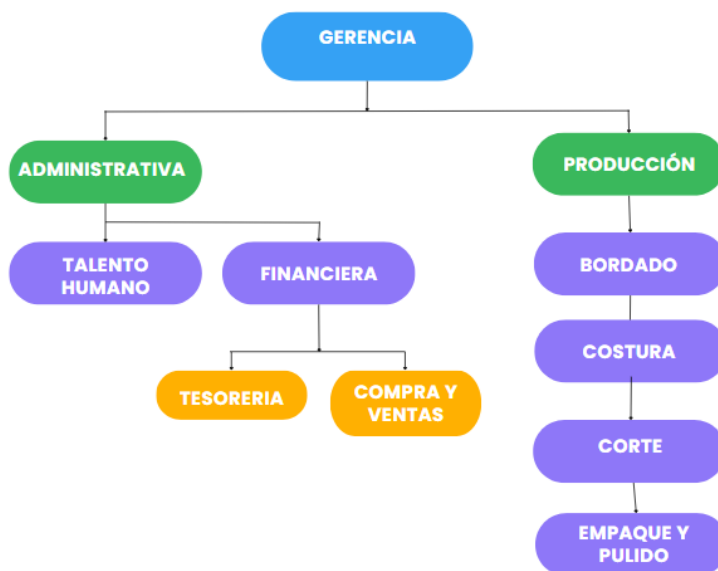 GERENCIA
ADMINISTRATIVA
PRODUCCIÓN
TALENTO
HUMANO
FINANCIERA
BORDADO
COSTURA
TESORERIA
COMPRA Y
VENTAS
CORTE
EMPAQUE Y
PULIDO